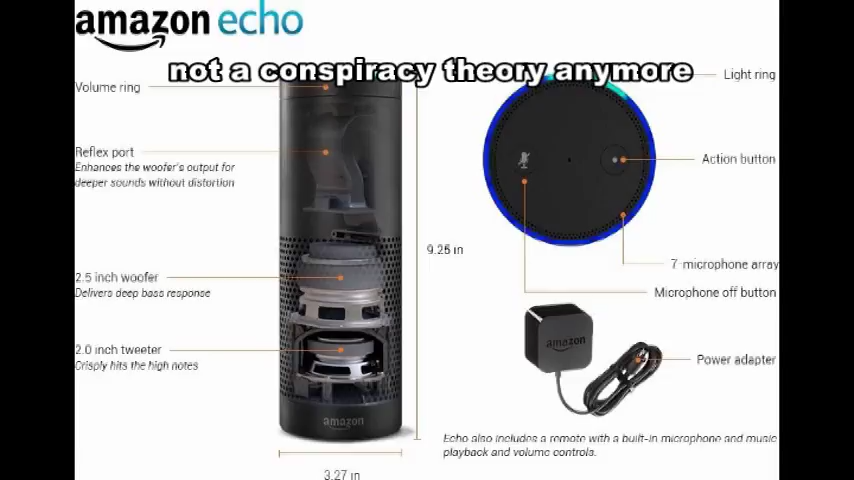 amazon echo
not a conspiracy theory anymore
Volume ring
Light ring
Reflex port
Enhances the woofer's output for
deeper sounds without distortion
Action button
9.25 in
7-microphone array
2.5 inch woofer
Delivers deep bass response
Microphone off button
amazon
2.0 inch tweeter
Crisply hits the high notes
Power adapter
amazon
Echo also includes a remote with a built-in microphone and music
playback and volume controls.
3.27 in